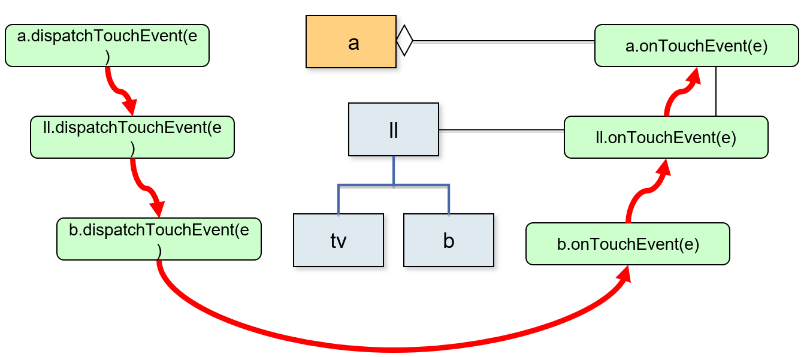 a.dispatchTouchEvent(e
)
a
a.onTouchEvent(e)
ll.dispatchTouchEvent(e
)
ll
ll.onTouchEvent(e)
b.dispatchTouchEvent(e
)
tv
b
b.onTouchEvent(e)